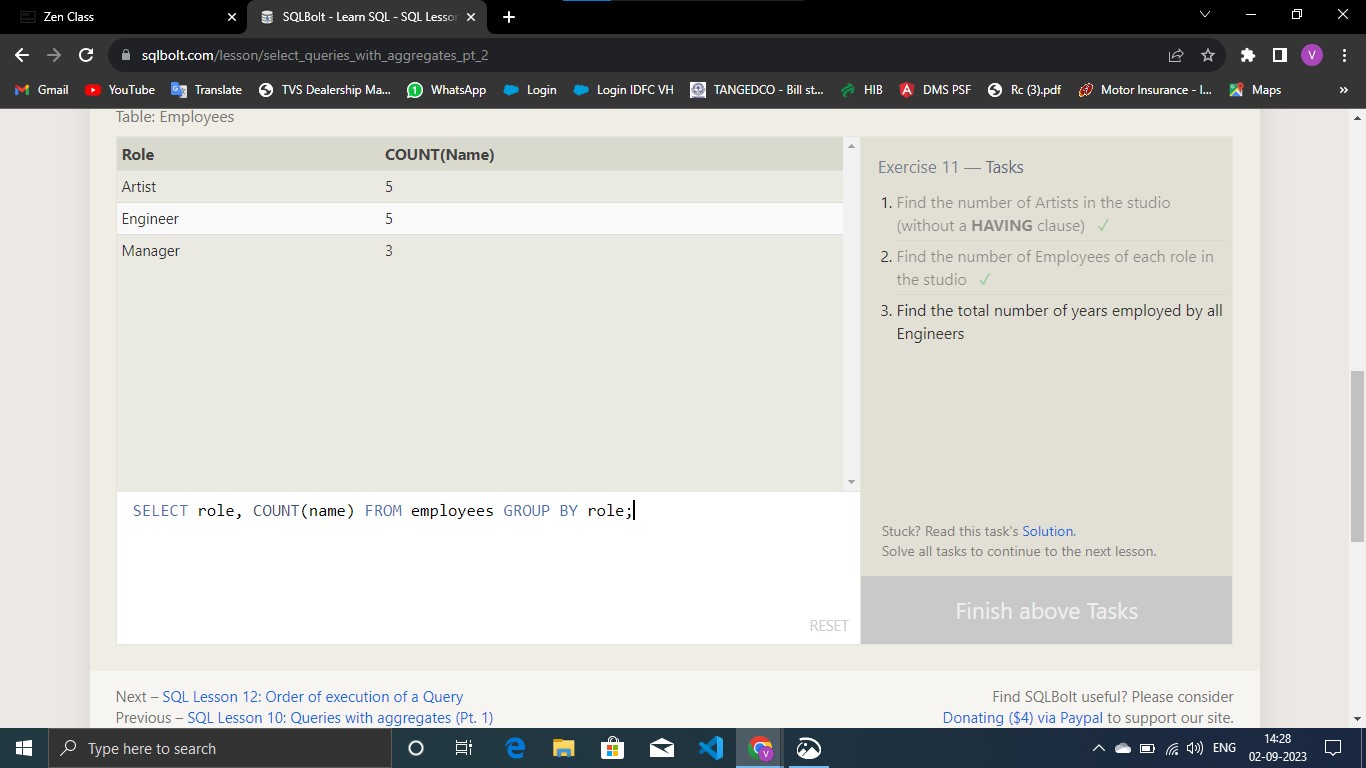 Zen Class
SQLBolt - Learn SQL - SQL Lesson
sqlbolt.com/lesson/select_queries_with_aggregates_pt_2
V
Gmail YouTube Translate TVS Dealership Ma... WhatsApp Login Login IDFC VH TANGEDCO - Bill st... HIB DMS PSF Rc (3).pdf Motor Insurance - I... Maps »
Table: Employees
Role COUNT(Name)
Artist 5
Engineer 5
Manager 3
SELECT role, COUNT(name) FROM employees GROUP BY role;
RESET
Exercise 11 — Tasks
1. Find the number of Artists in the studio
(without a HAVING clause) ✓
2. Find the number of Employees of each role in
the studio ✓
3. Find the total number of years employed by all
Engineers
Stuck? Read this task's Solution.
Solve all tasks to continue to the next lesson.
Finish above Tasks
Next – SQL Lesson 12: Order of execution of a Query
Previous – SQL Lesson 10: Queries with aggregates (Pt. 1)
Find SQLBolt useful? Please consider
Donating ($4) via Paypal to support our site.
Type here to search
ENG
14:28
02-09-2023